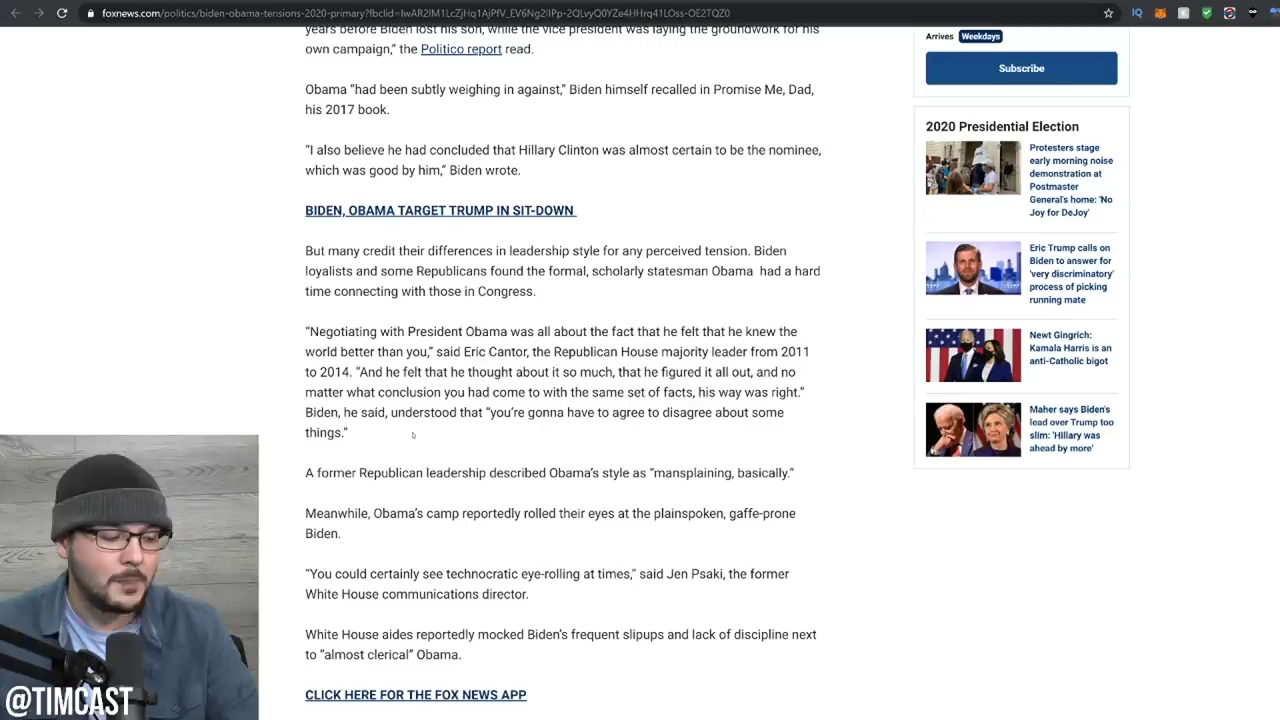 foxnews.com/politics/biden-obama-tensions-2020-primary?fbclid=IwAR2lM1LcZjHq1AjPfV_EV6Ng2IIPp-2QLvyQ0YZe4HHrq41LOss-OE2TQZ0
years before Biden lost his son, while the vice president was laying the groundwork for his
own campaign,” the Politico report read.
Obama “had been subtly weighing in against,” Biden himself recalled in Promise Me, Dad,
his 2017 book.
“I also believe he had concluded that Hillary Clinton was almost certain to be the nominee,
which was good by him,” Biden wrote.
BIDEN, OBAMA TARGET TRUMP IN SIT-DOWN
But many credit their differences in leadership style for any perceived tension. Biden
loyalists and some Republicans found the formal, scholarly statesman Obama had a hard
time connecting with those in Congress.
“Negotiating with President Obama was all about the fact that he felt that he knew the
world better than you,” said Eric Cantor, the Republican House majority leader from 2011
to 2014. “And he felt that he thought about it so much, that he figured it all out, and no
matter what conclusion you had come to with the same set of facts, his way was right.”
Biden, he said, understood that “you’re gonna have to agree to disagree about some
things.“
A former Republican leadership described Obama’s style as “mansplaining, basically.”
Meanwhile, Obama’s camp reportedly rolled their eyes at the plainspoken, gaffe-prone
Biden.
“You could certainly see technocratic eye-rolling at times,” said Jen Psaki, the former
White House communications director.
White House aides reportedly mocked Biden’s frequent slipups and lack of discipline next
to “almost clerical” Obama.
CLICK HERE FOR THE FOX NEWS APP
Arrives Weekdays
Subscribe
2020 Presidential Election
Protesters stage
early morning noise
demonstration at
Postmaster
General's home: 'No
Joy for DeJoy'
Eric Trump calls on
Biden to answer for
'very discriminatory'
process of picking
running mate
Newt Gingrich:
Kamala Harris is an
anti-Catholic bigot
Maher says Biden's
lead over Trump too
slim: 'Hillary was
ahead by more'
@TIMCAST